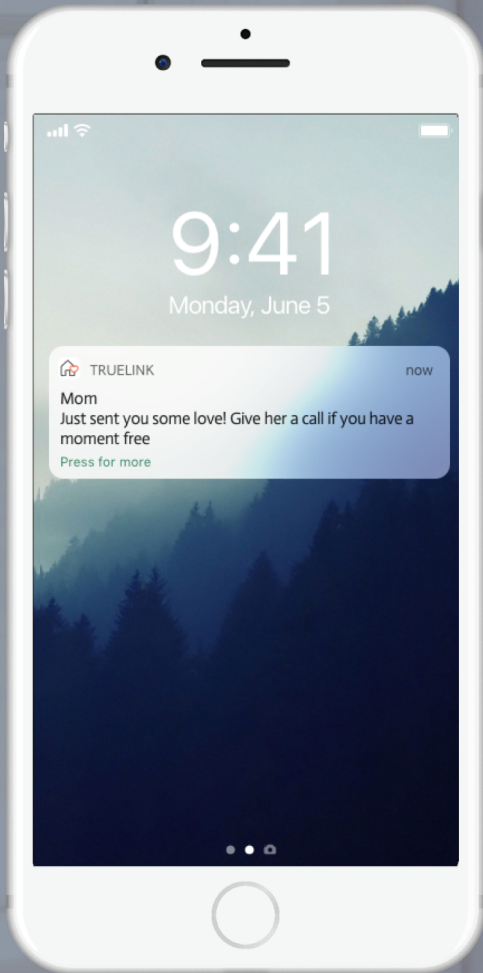 9:41
Monday, June 5
TRUELINK now
Mom
Just sent you some love! Give her a call if you have a
moment free
Press for more